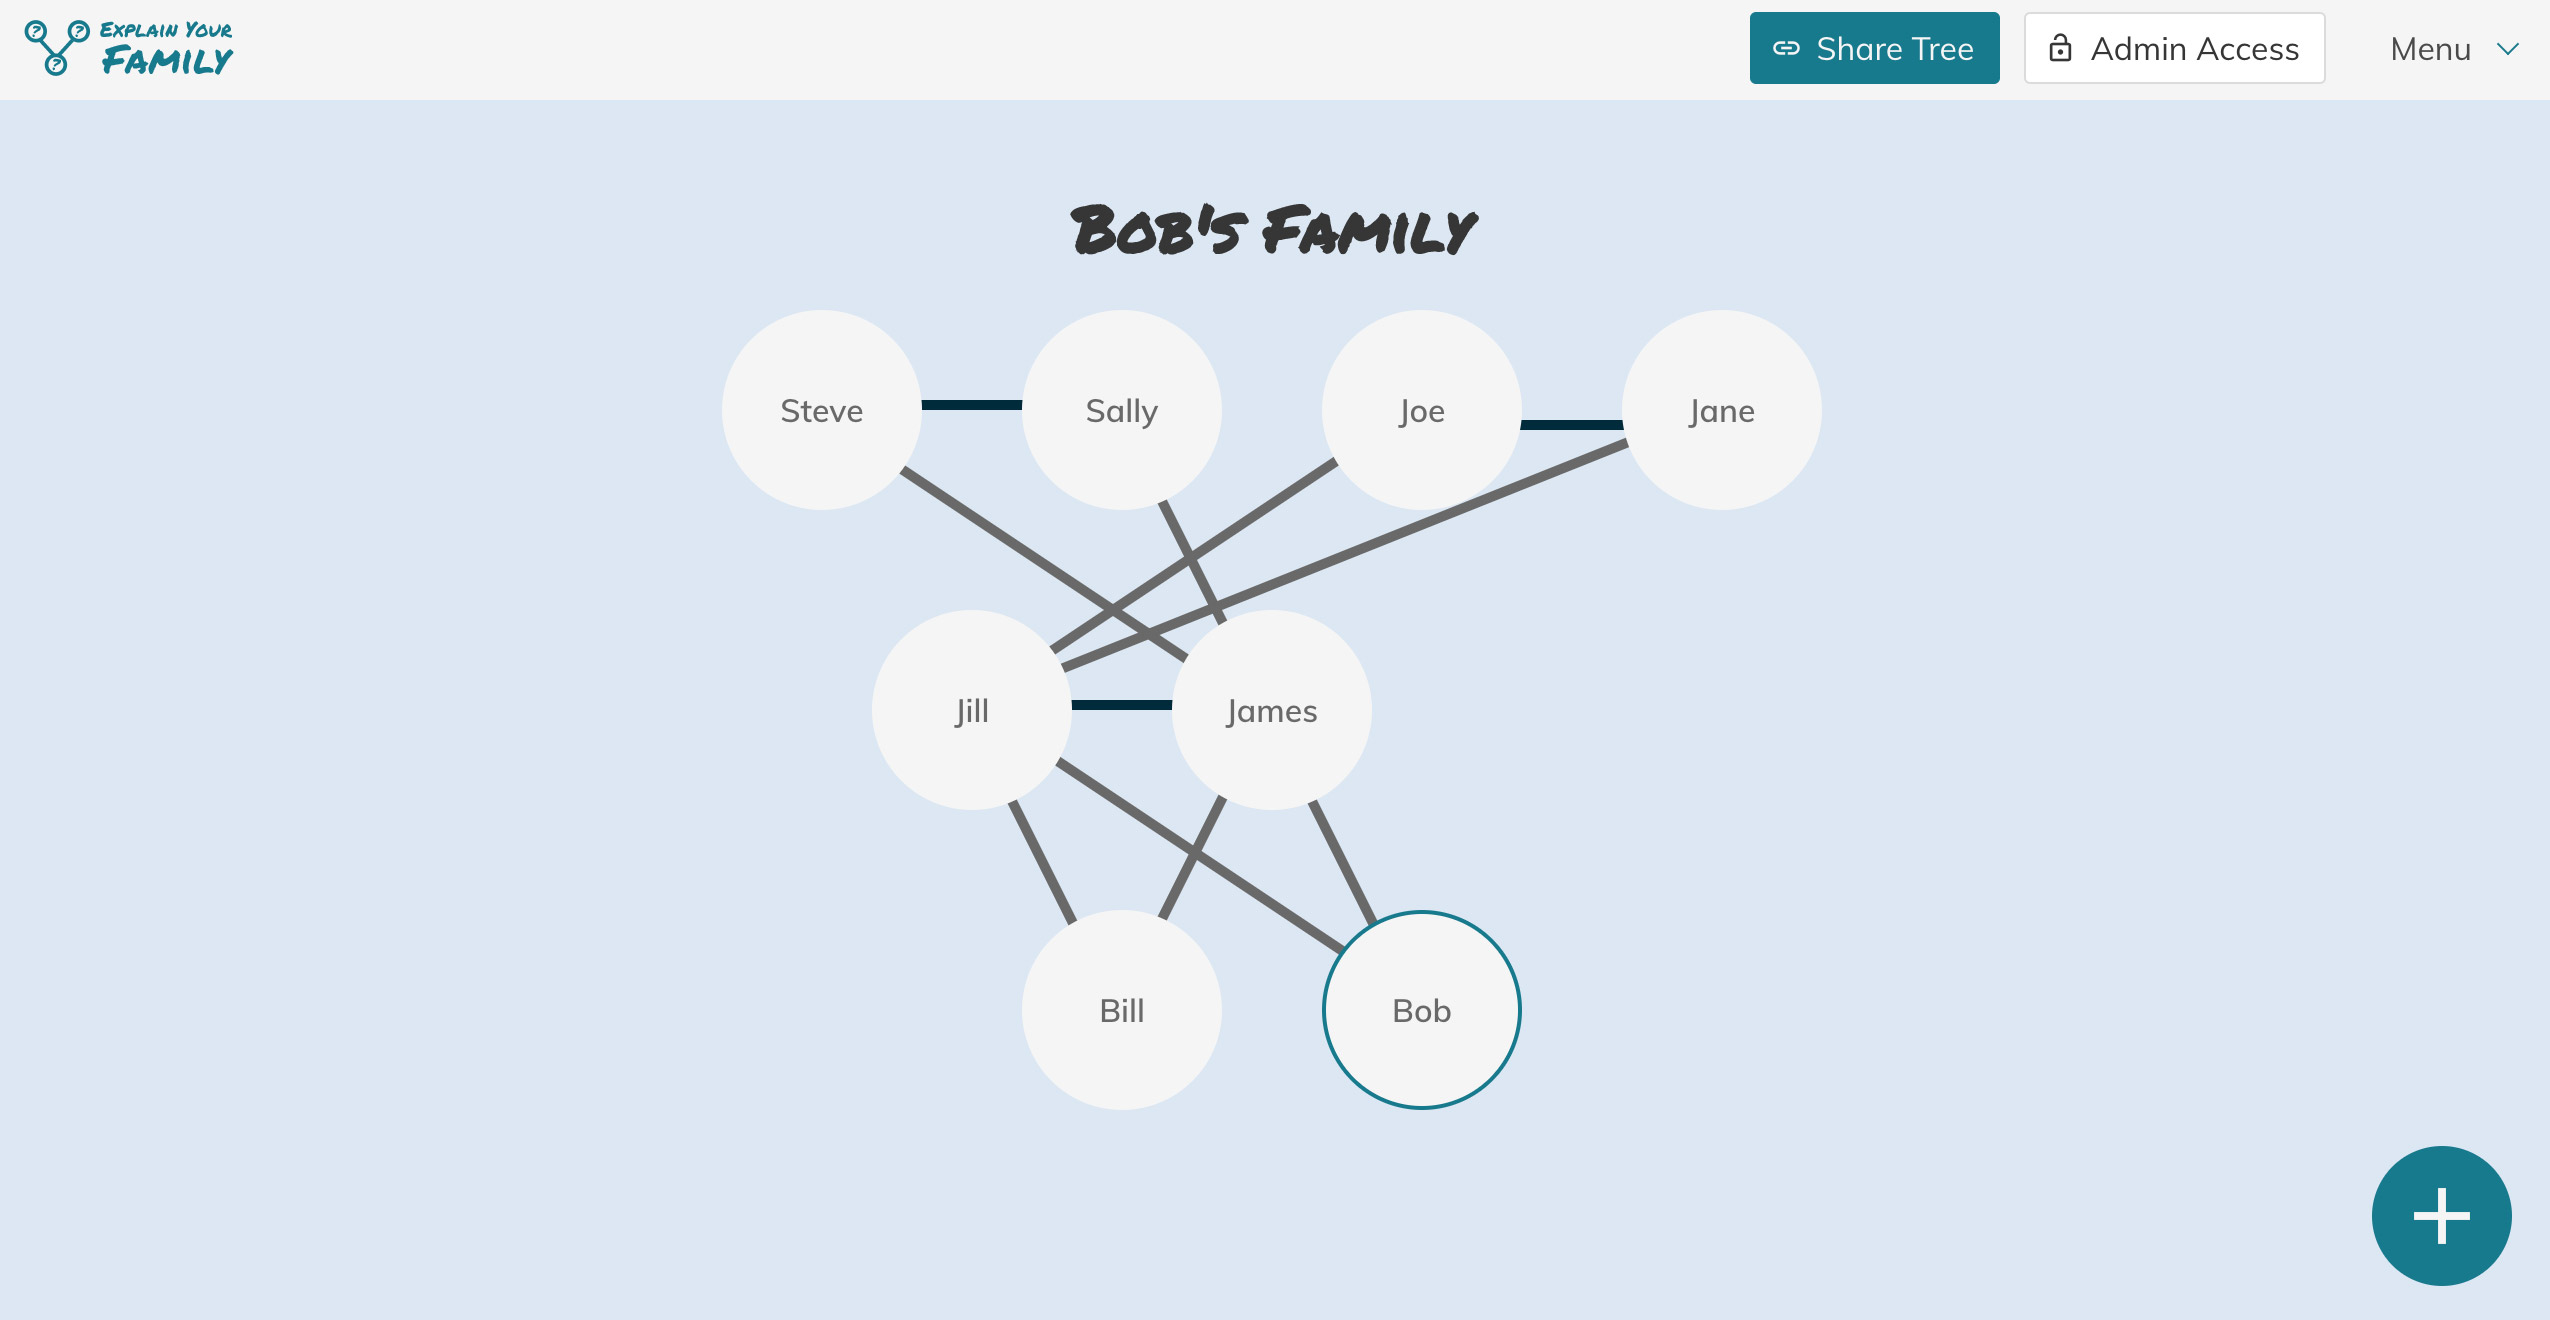 ? ? ?
Explain Your
Family
Share Tree
Admin Access
Menu
Bob's Family
Steve
Sally
Joe
Jane
Jill
James
Bill
Bob